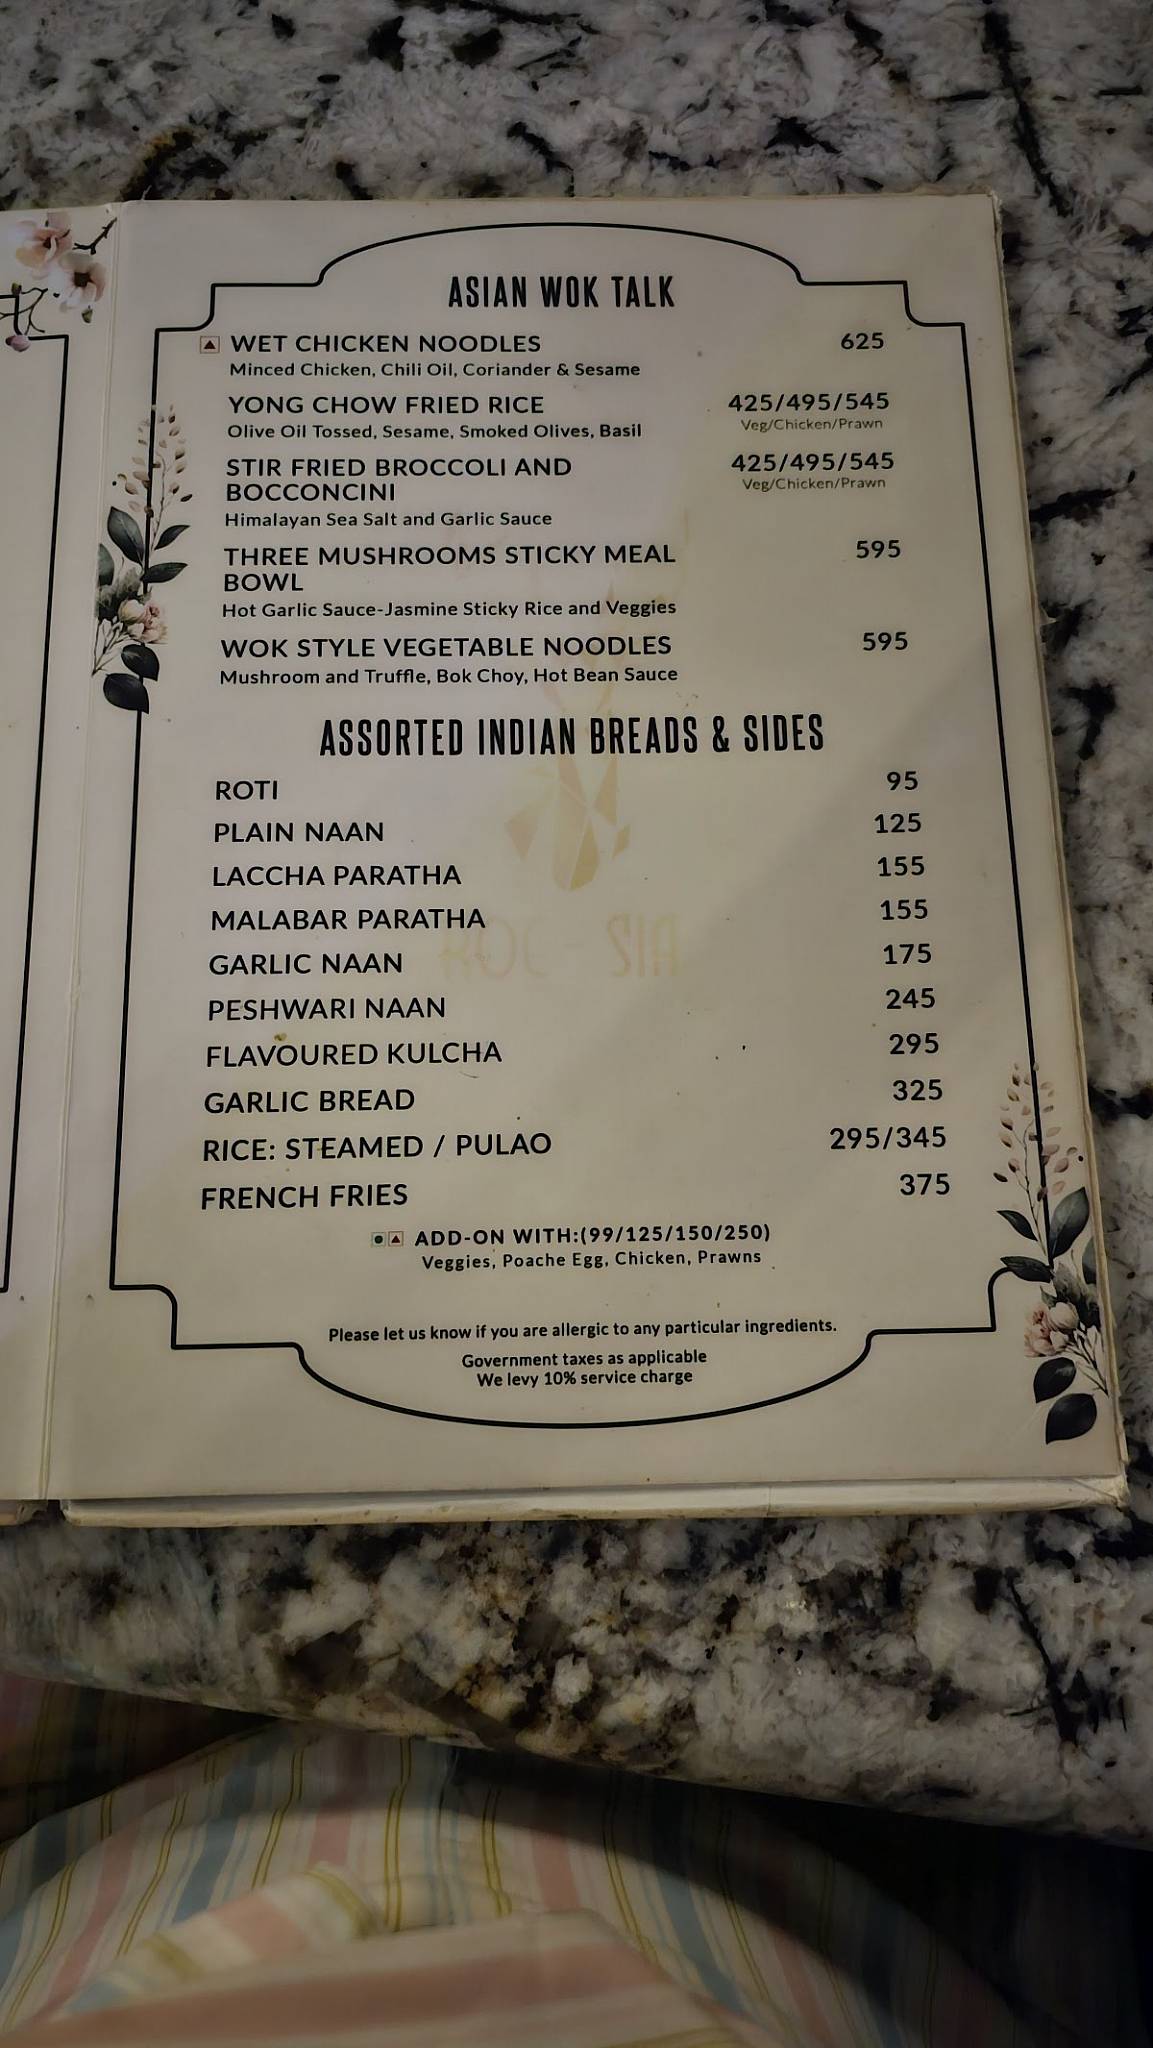 ASIAN WOK TALK
WET CHICKEN NOODLES 625
Minced Chicken, Chili Oil, Coriander & Sesame
YONG CHOW FRIED RICE 425/495/545
Olive Oil Tossed, Sesame, Smoked Olives, Basil Veg/Chicken/Prawn
STIR FRIED BROCCOLI AND 425/495/545
BOCCONCINI Veg/Chicken/Prawn
Himalayan Sea Salt and Garlic Sauce
THREE MUSHROOMS STICKY MEAL 595
BOWL
Hot Garlic Sauce-Jasmine Sticky Rice and Veggies
WOK STYLE VEGETABLE NOODLES 595
Mushroom and Truffle, Bok Choy, Hot Bean Sauce
ASSORTED INDIAN BREADS & SIDES
ROTI 95
PLAIN NAAN 125
LACCHA PARATHA 155
MALABAR PARATHA 155
GARLIC NAAN 175
PESHWARI NAAN 245
FLAVOURED KULCHA 295
GARLIC BREAD 325
RICE: STEAMED / PULAO 295/345
FRENCH FRIES 375
ADD-ON WITH:(99/125/150/250)
Veggies, Poache Egg, Chicken, Prawns
Please let us know if you are allergic to any particular ingredients.
Government taxes as applicable
We levy 10% service charge